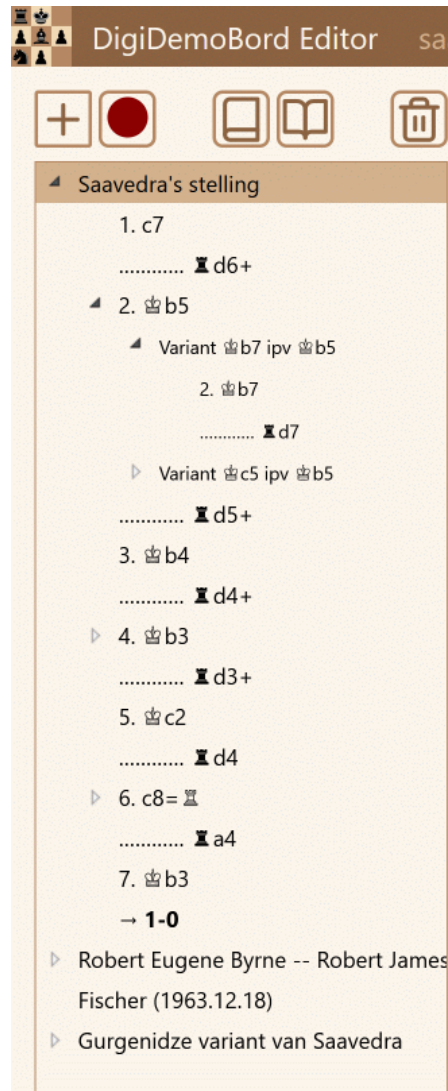 DigiDemoBord Editor sa
Saavedra's stelling
1. c7
............ ♜d6+
2. ♔b5
Variant ♔b7 ipv ♔b5
2. ♔b7
............ ♜d7
Variant ♔c5 ipv ♔b5
............ ♜d5+
3. ♔b4
............ ♜d4+
4. ♔b3
............ ♜d3+
5. ♔c2
............ ♜d4
6. c8=♖
............ ♜a4
7. ♔b3
→ 1-0
Robert Eugene Byrne -- Robert James
Fischer (1963.12.18)
Gurgenidze variant van Saavedra